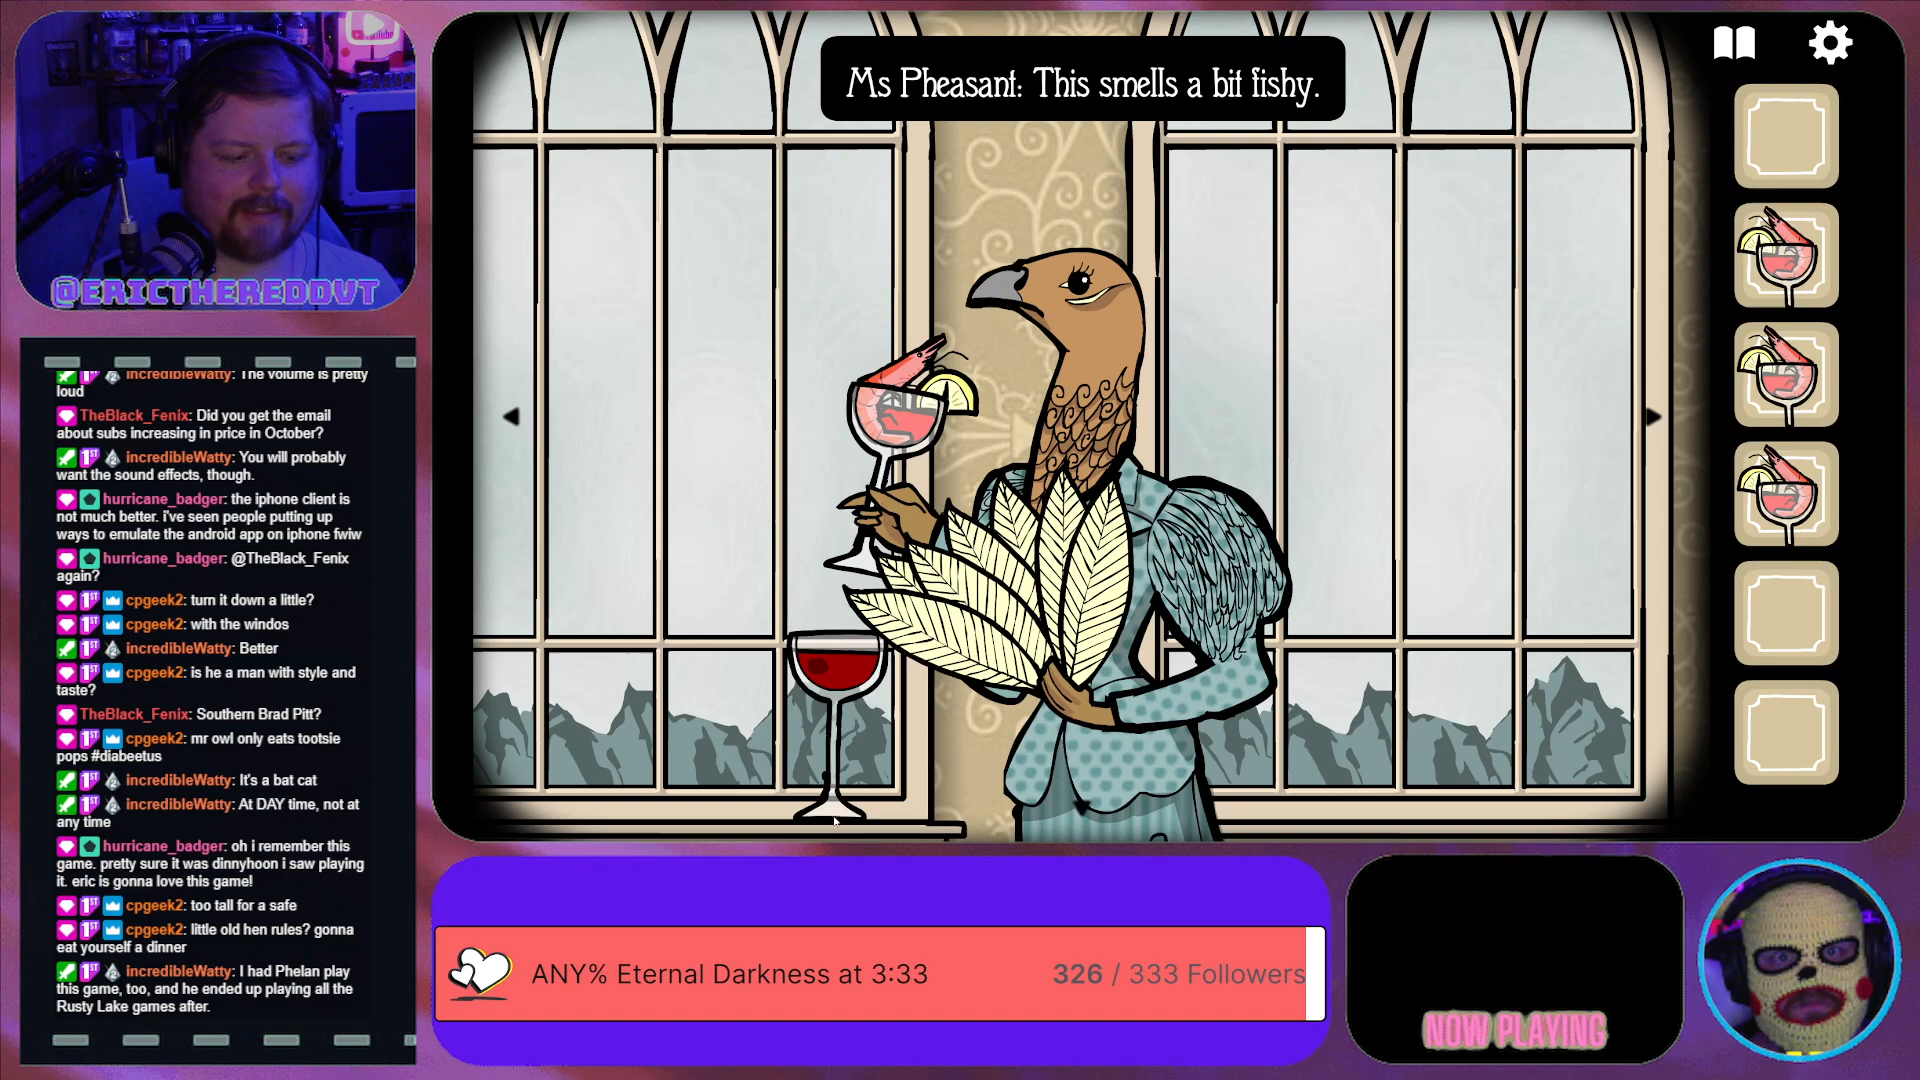 Ms Pheasant: This smells a bit fishy.
@ERICTHEREDDVT
IncredibleWatty: The volume is pretty
loud
TheBlack_Fenix: Did you get the email
about subs increasing in price in October?
IncredibleWatty: You will probably
want the sound effects, though.
hurricane_badger: the iphone client is
not much better. i've seen people putting up
ways to emulate the android app on iphone fwiw
hurricane_badger: @TheBlack_Fenix
again?
cpgeek2: turn it down a little?
cpgeek2: with the windos
IncredibleWatty: Better
cpgeek2: is he a man with style and
taste?
TheBlack_Fenix: Southern Brad Pitt?
cpgeek2: mr owl only eats tootsie
pops #diabeetus
IncredibleWatty: It's a bat cat
IncredibleWatty: At DAY time, not at
any time
hurricane_badger: oh i remember this
game. pretty sure it was dinnyhoon i saw playing
it. eric is gonna love this game!
cpgeek2: too tall for a safe
cpgeek2: little old hen rules? gonna
eat yourself a dinner
IncredibleWatty: I had Phelan play
this game, too, and he ended up playing all the
Rusty Lake games after.
ANY% Eternal Darkness at 3:33
326 / 333 Followers
NOW PLAYING